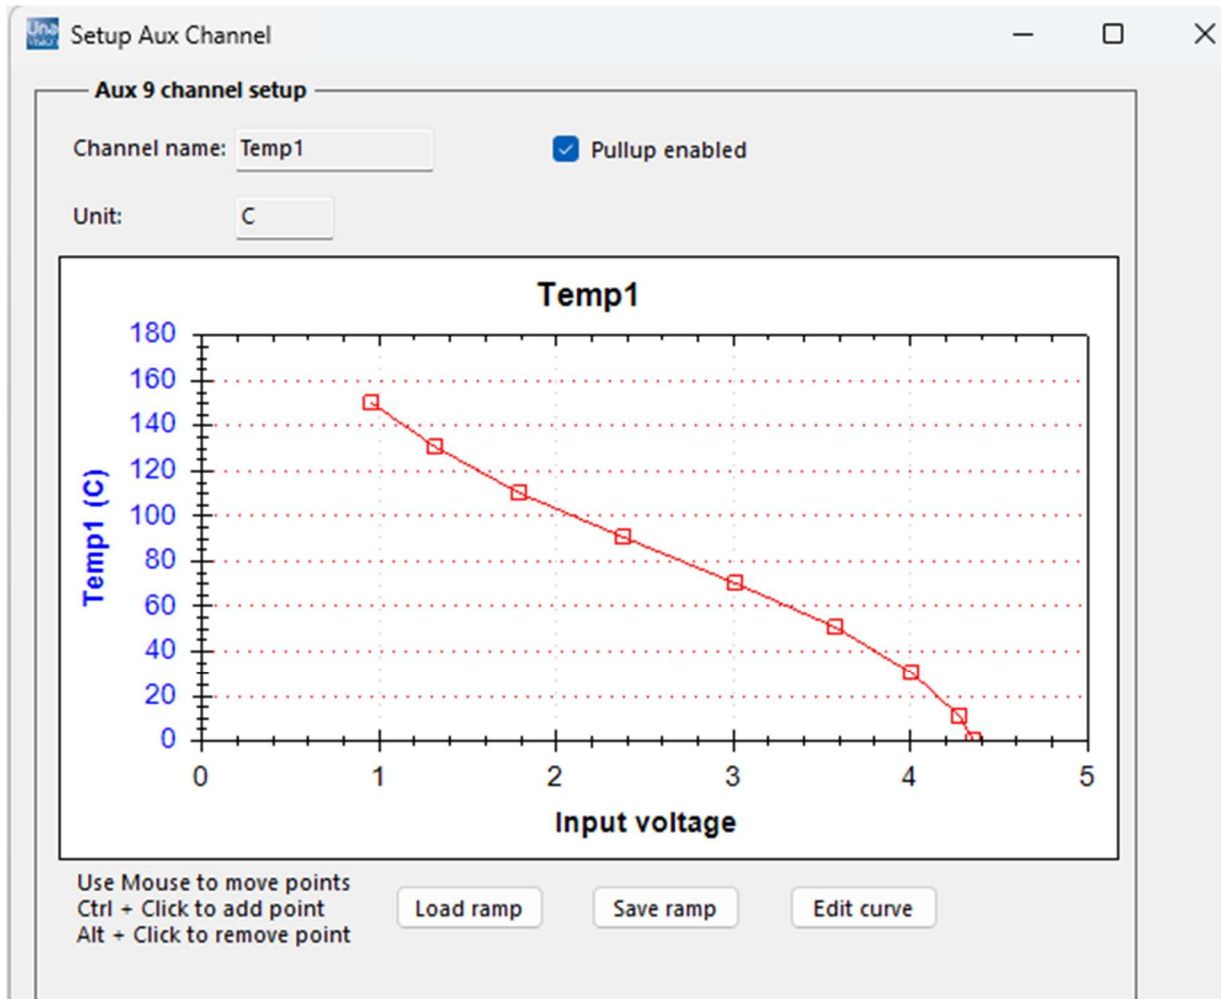 Una
Vision
Setup Aux Channel
Aux 9 channel setup
Channel name: Temp1
Pullup enabled
Unit: C
Temp1
180
160
140
120
100
80
60
40
20
0
Temp1 (C)
0 1 2 3 4 5
Input voltage
Use Mouse to move points
Ctrl + Click to add point
Alt + Click to remove point
Load ramp
Save ramp
Edit curve